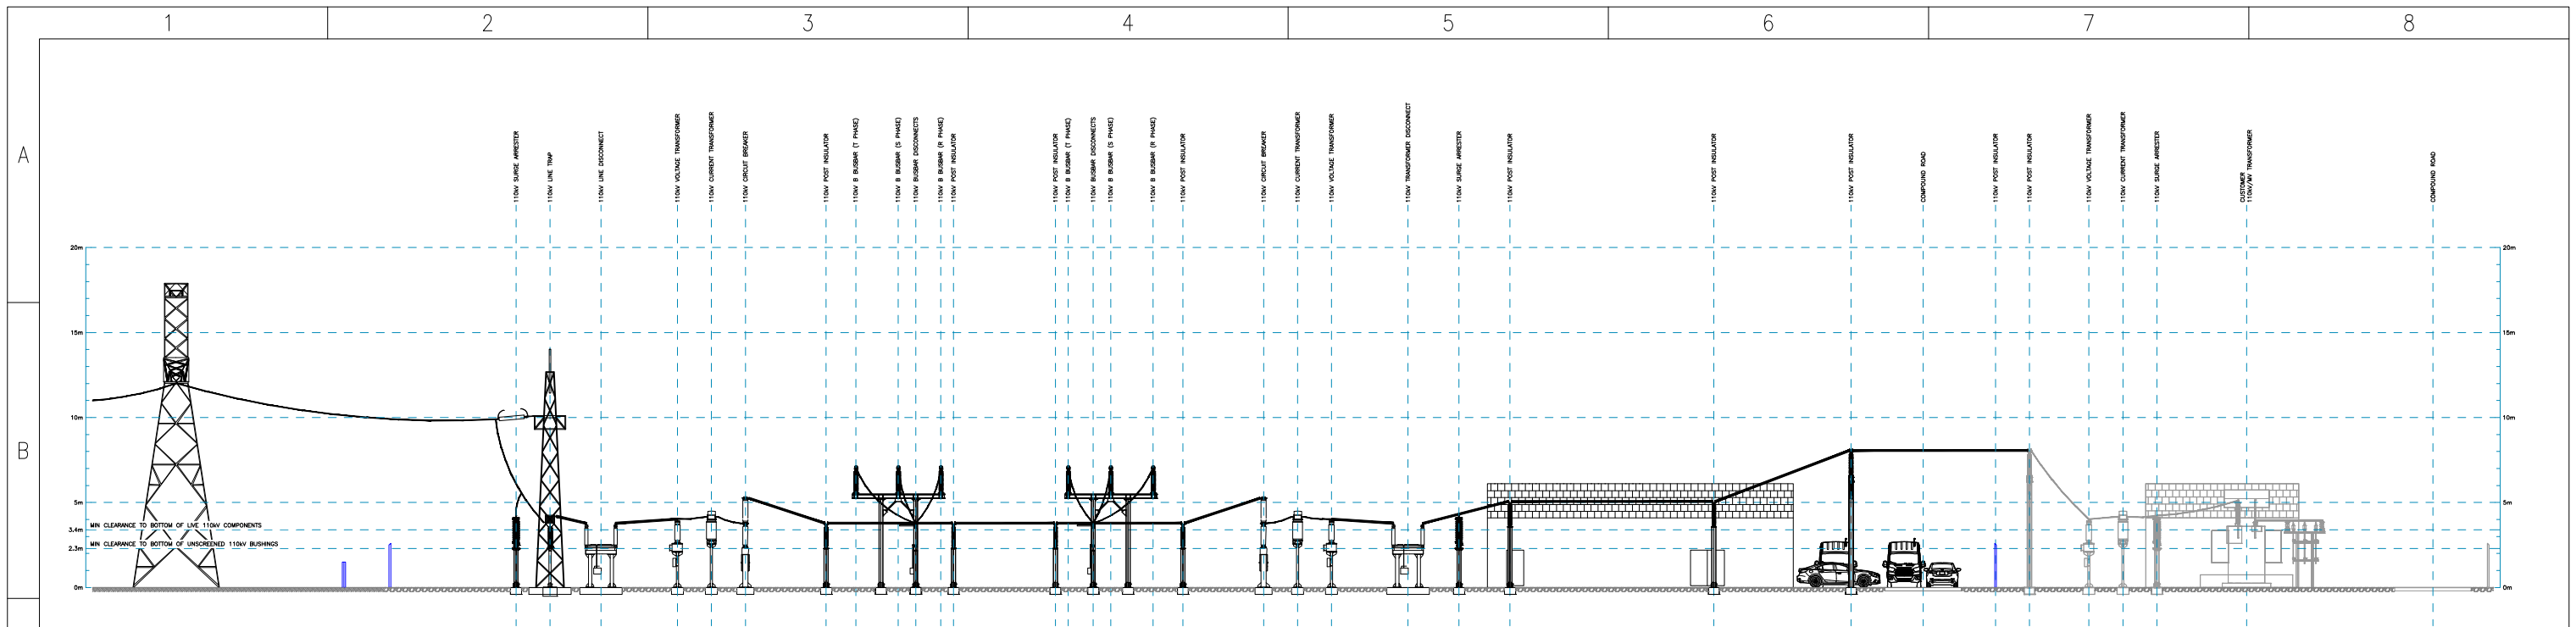 1 2 3 4 5 6 7 8
A
110kV SURGE ARRESTER
110kV LINE TRAP
110kV LINE DISCONNECT
110kV VOLTAGE TRANSFORMER
110kV CURRENT TRANSFORMER
110kV CIRCUIT BREAKER
110kV POST INSULATOR
110kV B BUSBAR (T PHASE)
110kV B BUSBAR (S PHASE)
110kV BUSBAR DISCONNECTS
110kV B BUSBAR (R PHASE)
110kV POST INSULATOR
110kV POST INSULATOR
110kV B BUSBAR (T PHASE)
110kV BUSBAR DISCONNECTS
110kV B BUSBAR (S PHASE)
110kV B BUSBAR (R PHASE)
110kV POST INSULATOR
110kV CIRCUIT BREAKER
110kV CURRENT TRANSFORMER
110kV VOLTAGE TRANSFORMER
110kV TRANSFORMER DISCONNECT
110kV SURGE ARRESTER
110kV POST INSULATOR
110kV POST INSULATOR
110kV POST INSULATOR
COMPOUND ROAD
110kV POST INSULATOR
110kV POST INSULATOR
110kV VOLTAGE TRANSFORMER
110kV CURRENT TRANSFORMER
110kV SURGE ARRESTER
CUSTOMER
110kV/MV TRANSFORMER
COMPOUND ROAD
20m 20m
15m 15m
10m 10m
B
5m 5m
MIN CLEARANCE TO BOTTOM OF LIVE 110kV COMPONENTS
3.4m 3.4m
MIN CLEARANCE TO BOTTOM OF UNSCREENED 110kV BUSHINGS
2.3m 2.3m
0m 0m